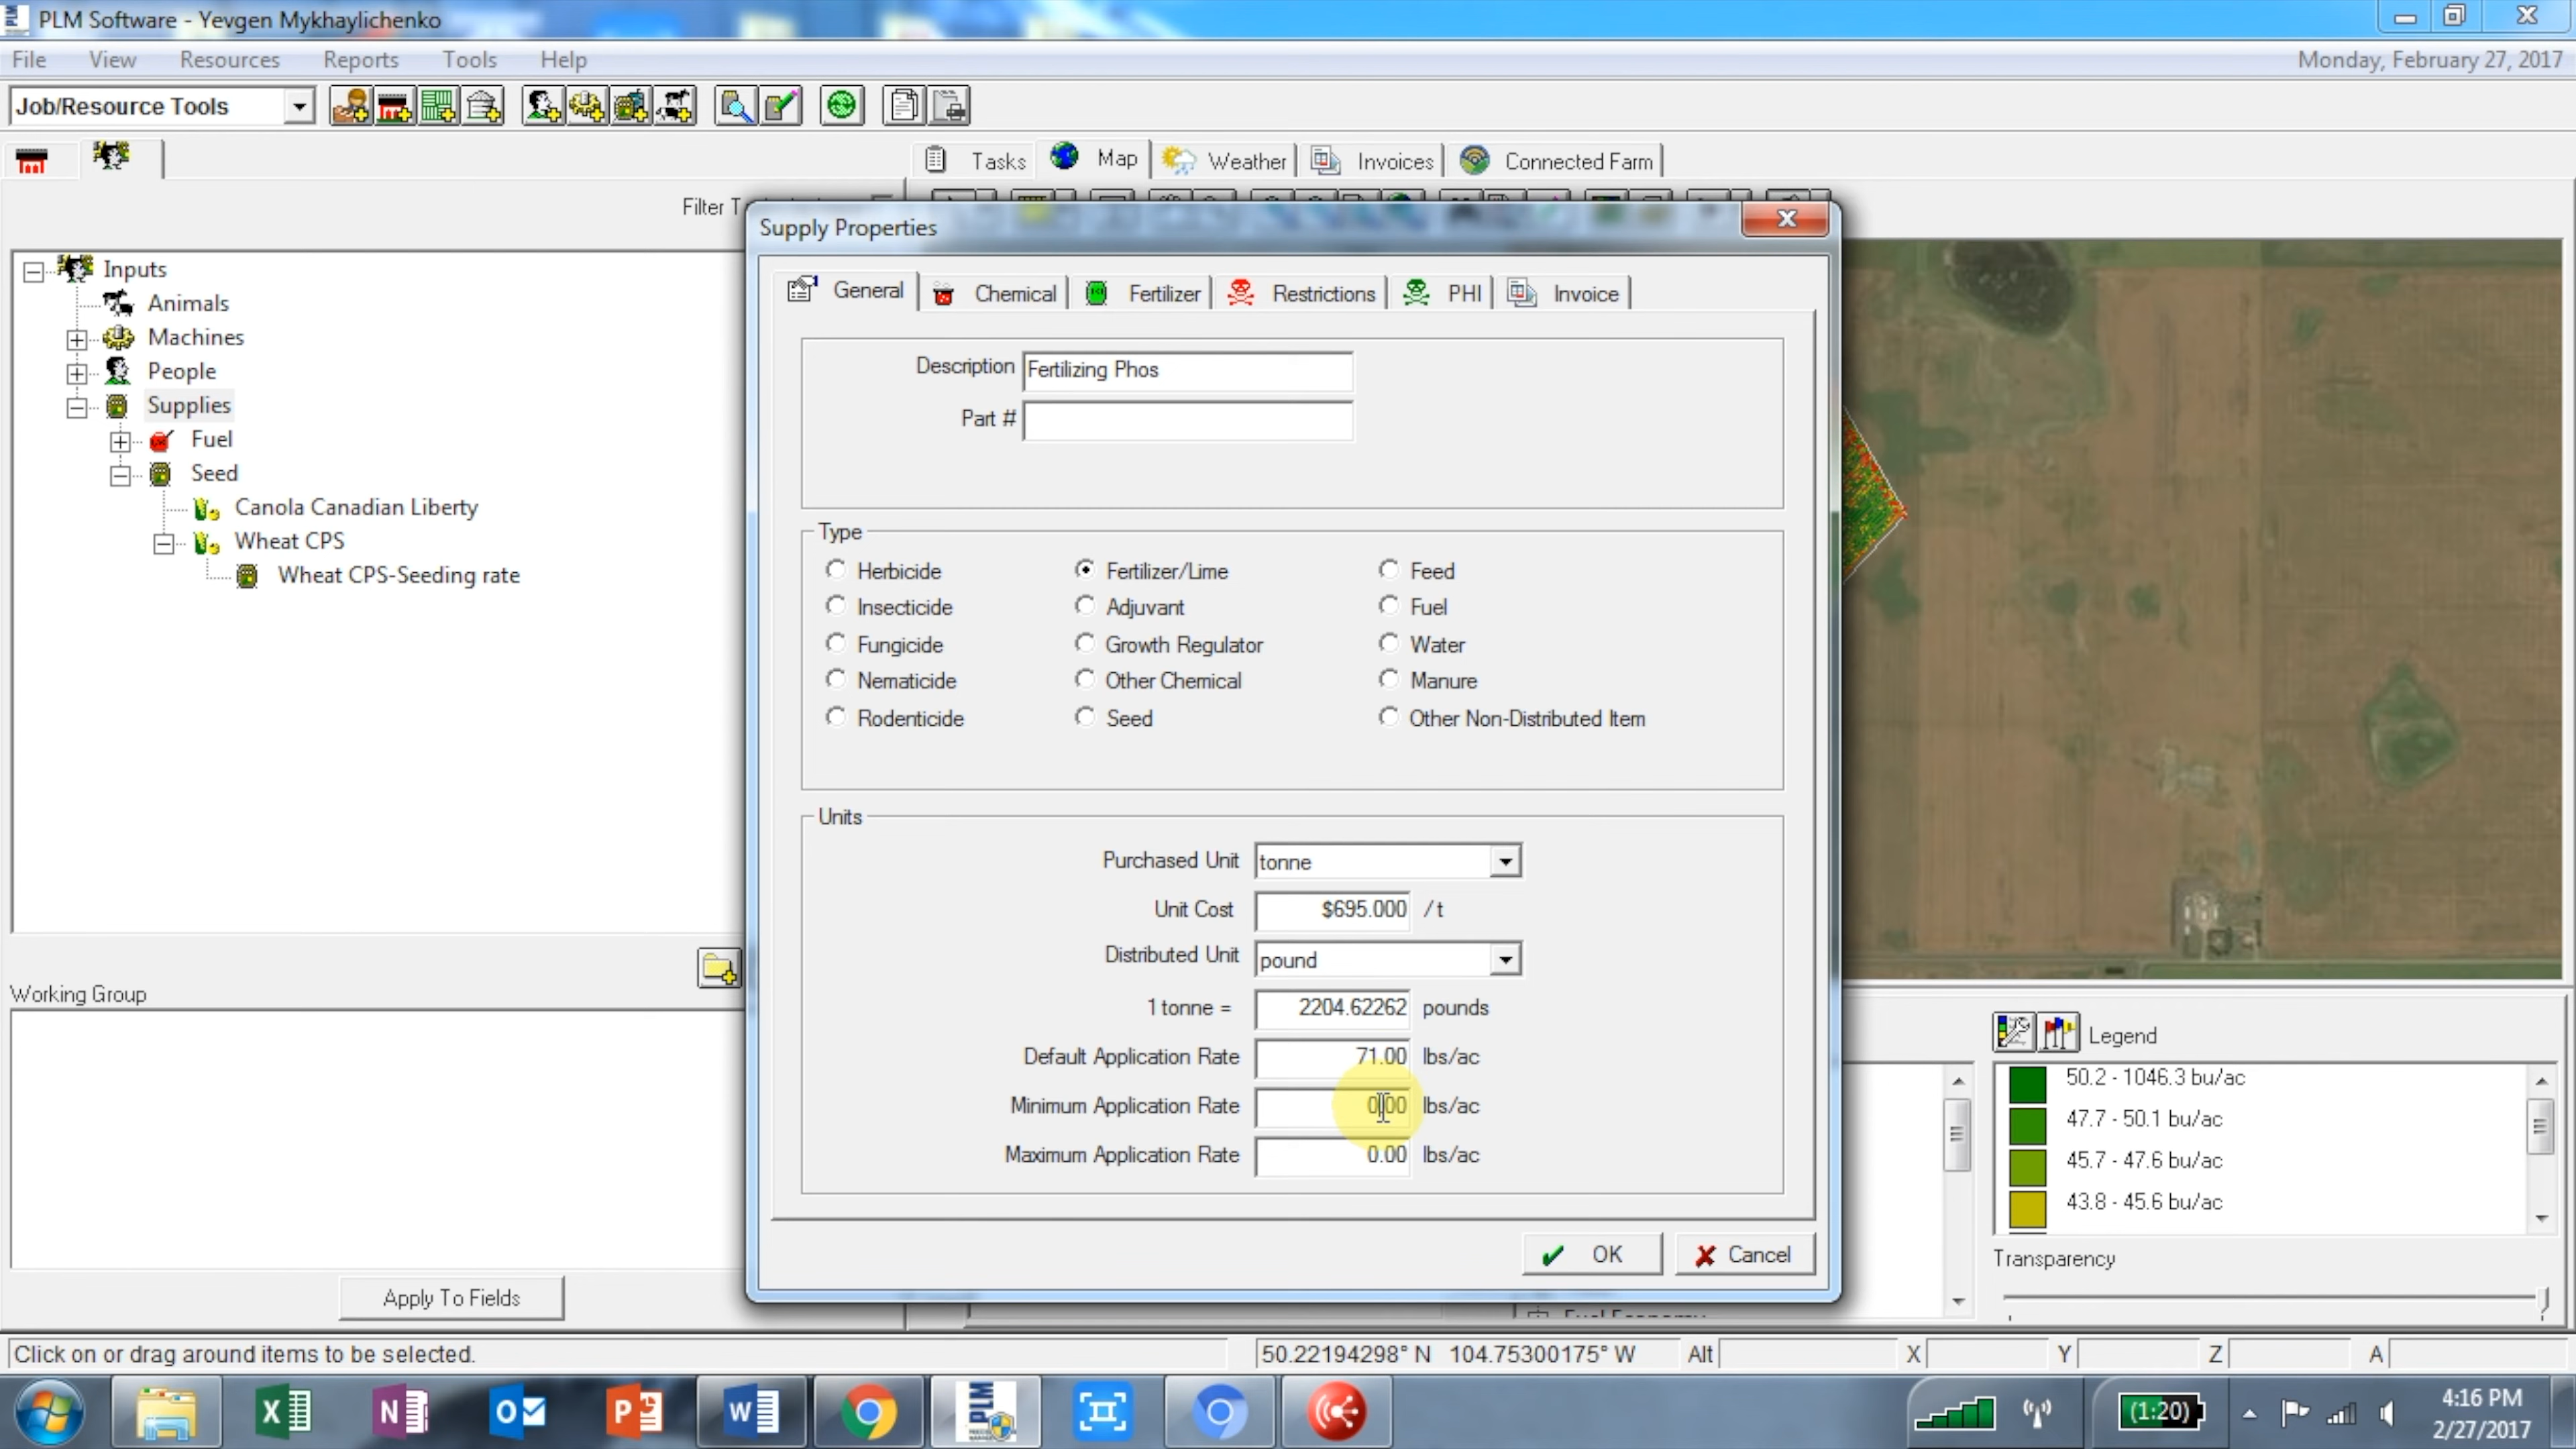 PLM Software - Yevgen Mykhaylichenko
File View Resources Reports Tools Help
Monday, February 27, 2017
Job/Resource Tools
Tasks Map Weather Invoices Connected Farm
Filter T
Inputs
Animals
Machines
People
Supplies
Fuel
Seed
Canola Canadian Liberty
Wheat CPS
Wheat CPS-Seeding rate
Working Group
Apply To Fields
Supply Properties
General Chemical Fertilizer Restrictions PHI Invoice
Description Fertilizing Phos
Part #
Type
Herbicide Fertilizer/Lime Feed
Insecticide Adjuvant Fuel
Fungicide Growth Regulator Water
Nematicide Other Chemical Manure
Rodenticide Seed Other Non-Distributed Item
Units
Purchased Unit tonne
Unit Cost $695.000 /t
Distributed Unit pound
1 tonne = 2204.62262 pounds
Default Application Rate 71.00 lbs/ac
Minimum Application Rate 0.00 lbs/ac
Maximum Application Rate 0.00 lbs/ac
OK Cancel
Legend
50.2 - 1046.3 bu/ac
47.7 - 50.1 bu/ac
45.7 - 47.6 bu/ac
43.8 - 45.6 bu/ac
Transparency
Click on or drag around items to be selected.
50.22194298° N 104.75300175° W Alt X Y Z A
PLM
(1:20)
4:16 PM
2/27/2017